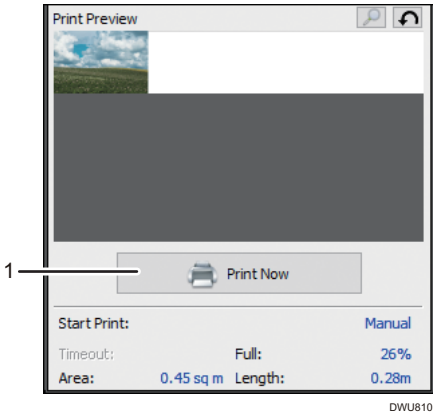 Print Preview
1
Print Now
Start Print: Manual
Timeout: Full: 26%
Area: 0.45 sq m Length: 0.28m
DWU810